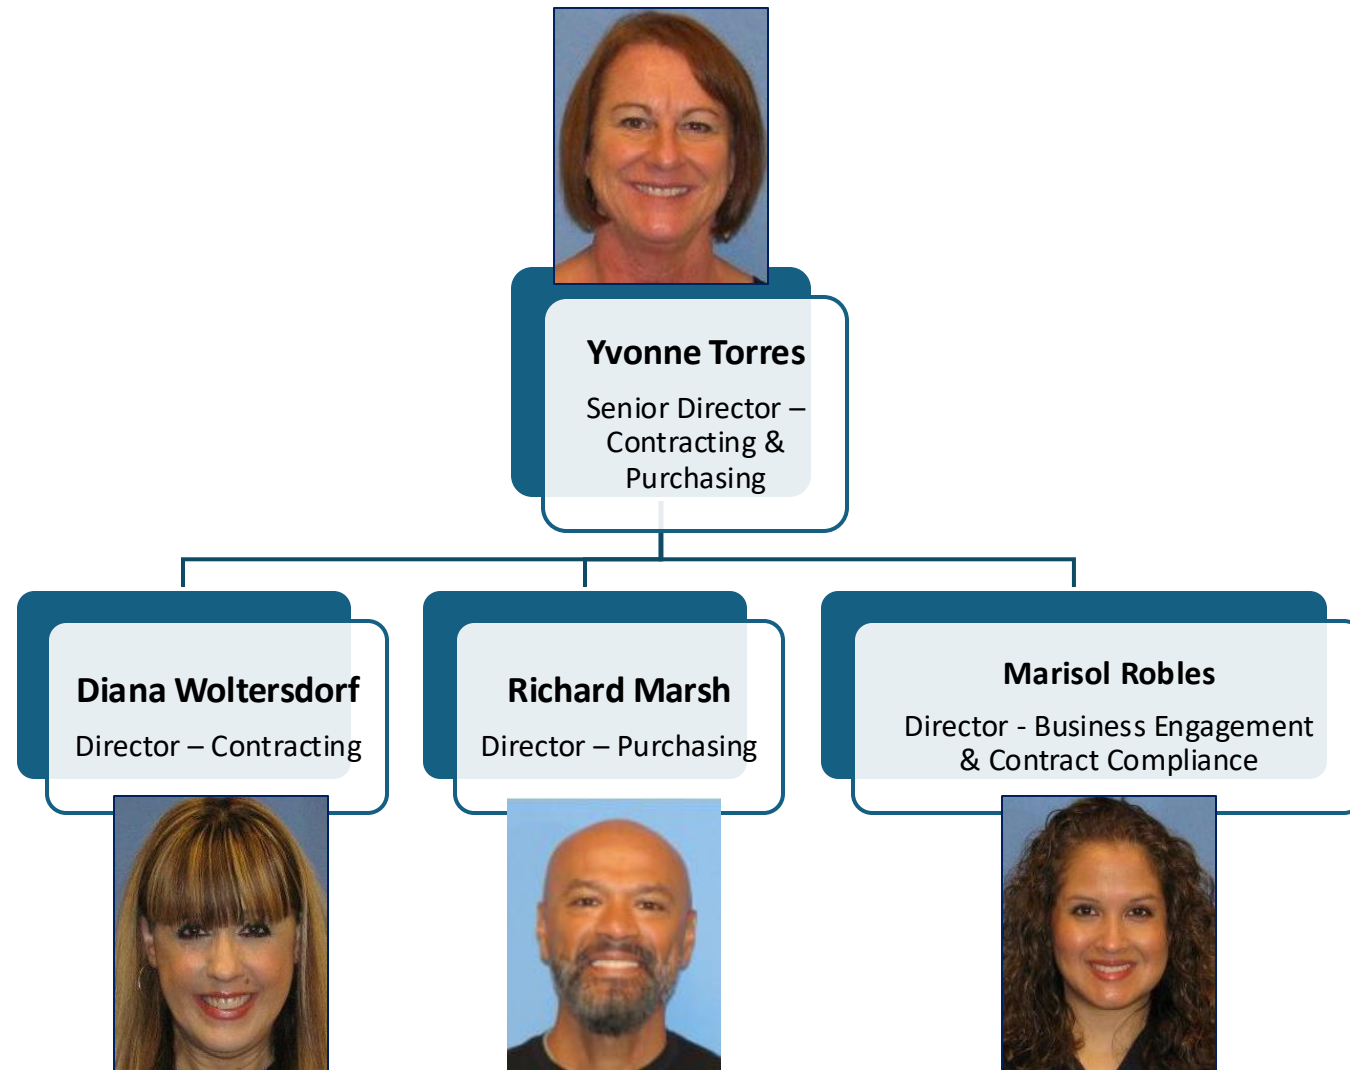 Yvonne Torres
Senior Director –
Contracting &
Purchasing
Diana Woltersdorf
Director – Contracting
Richard Marsh
Director – Purchasing
Marisol Robles
Director - Business Engagement
& Contract Compliance